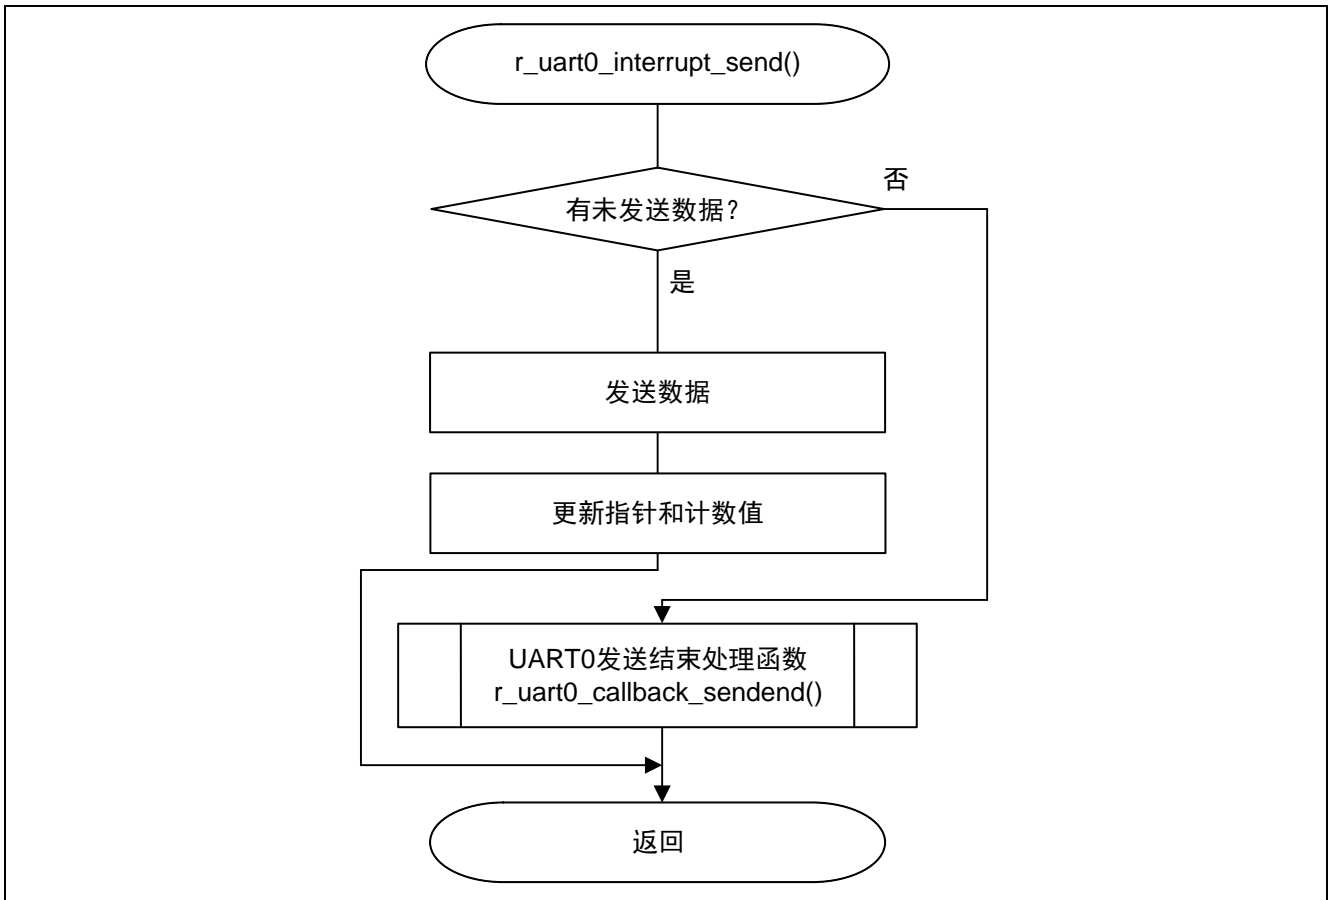 r_uart0_interrupt_send()
有未发送数据？
否
是
发送数据
更新指针和计数值
UART0发送结束处理函数
r_uart0_callback_sendend()
返回